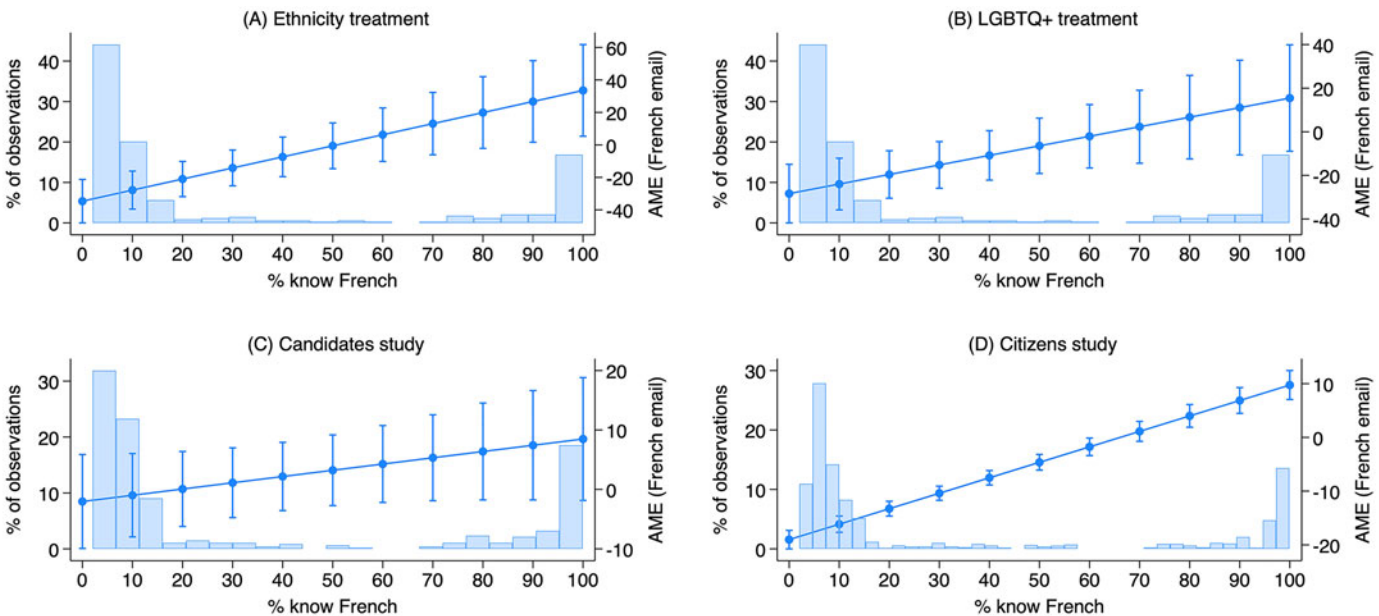 (A) Ethnicity treatment
% of observations
40
30
20
10
0
60
40
20
0
-20
-40
AME (French email)
0 10 20 30 40 50 60 70 80 90 100
% know French
(B) LGBTQ+ treatment
% of observations
40
30
20
10
0
40
20
0
-20
-40
AME (French email)
0 10 20 30 40 50 60 70 80 90 100
% know French
(C) Candidates study
% of observations
30
20
10
0
20
10
0
-10
AME (French email)
0 10 20 30 40 50 60 70 80 90 100
% know French
(D) Citizens study
% of observations
30
20
10
0
10
0
-10
-20
AME (French email)
0 10 20 30 40 50 60 70 80 90 100
% know French